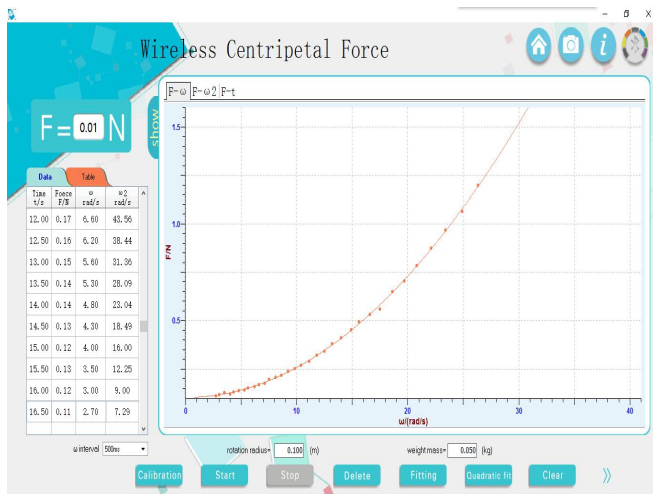 Wireless Centripetal Force
F= 0.01 N
show
F-ω F-ω2 F-t
Data Table
Time t/s Foece F/N ω rad/s ω2 rad/s
12.00 0.17 6.60 43.56
12.50 0.16 6.20 38.44
13.00 0.15 5.60 31.36
13.50 0.14 5.30 28.09
14.00 0.14 4.80 23.04
14.50 0.13 4.30 18.49
15.00 0.12 4.00 16.00
15.50 0.13 3.50 12.25
16.00 0.12 3.00 9.00
16.50 0.11 2.70 7.29
1.5
1.0
0.5
F/N
0 10 20 30 40
ω/(rad/s)
ω interval 500ms
rotation radius= 0.100 (m)
weight mass= 0.050 (kg)
Calibration Start Stop Delete Fitting Quadratic fit Clear